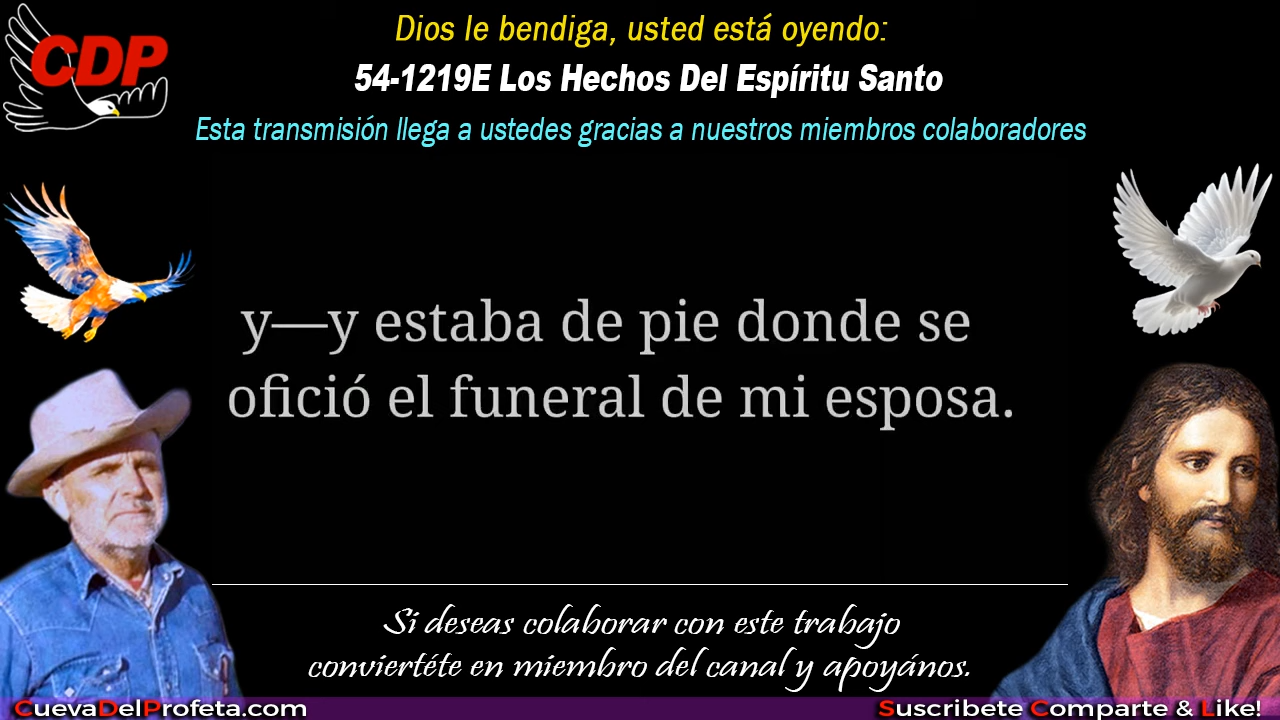 CDP
Dios le bendiga, usted está oyendo:
54-1219E Los Hechos Del Espíritu Santo
Esta transmisión llega a ustedes gracias a nuestros miembros colaboradores
y—y estaba de pie donde se
ofició el funeral de mi esposa.
Si deseas colaborar con este trabajo
conviertéte en miembro del canal y apoyános.
CuevaDelProfeta.com
Suscribete Comparte & Like!